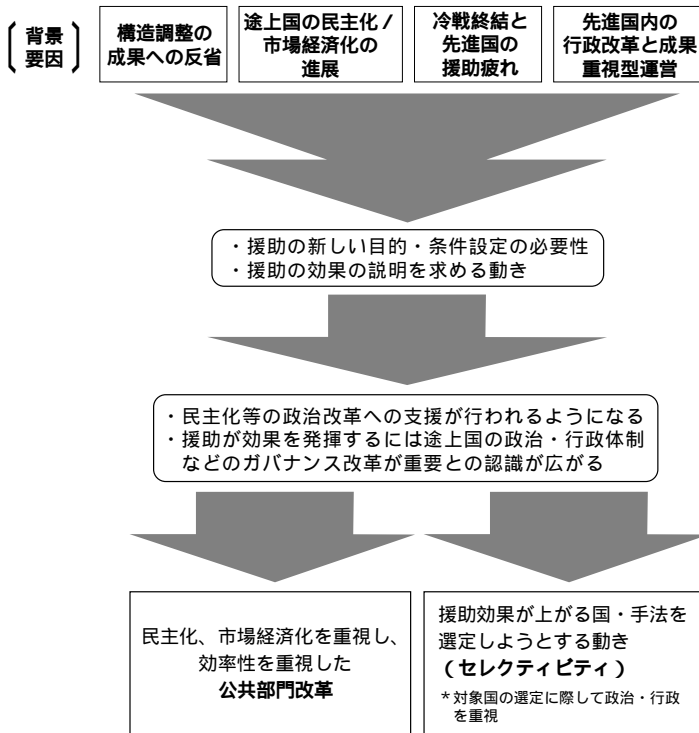 背景
要因
構造調整の
成果への反省
途上国の民主化/
市場経済化の
進展
冷戦終結と
先進国の
援助疲れ
先進国内の
行政改革と成果
重視型運営
・援助の新しい目的・条件設定の必要性
・援助の効果の説明を求める動き
・民主化等の政治改革への支援が行われるようになる
・援助が効果を発揮するには途上国の政治・行政体制
などのガバナンス改革が重要との認識が広がる
民主化、市場経済化を重視し、
効率性を重視した
公共部門改革
援助効果が上がる国・手法を
選定しようとする動き
(セレクティビティ)
*対象国の選定に際して政治・行政
を重視